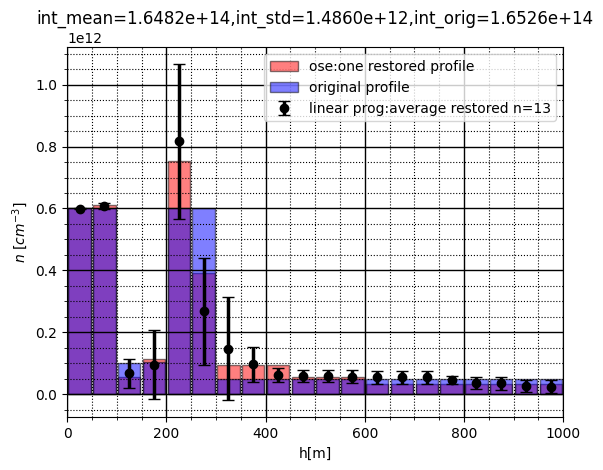 int_mean=1.6482e+14,int_std=1.4860e+12,int_orig=1.6526e+14
1e12
ose:one restored profile
original profile
linear prog:average restored n=13
1.0
0.8
0.6
0.4
0.2
0.0
n [cm⁻³]
0 200 400 600 800 1000
h[m]